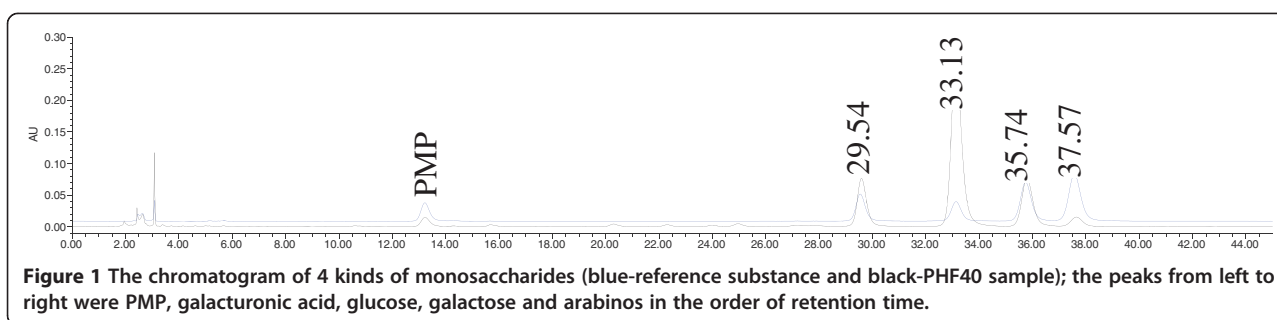 0.30
0.25
0.20
0.15
0.10
0.05
0.00
AU
PMP
29.54
33.13
35.74
37.57
0.00 2.00 4.00 6.00 8.00 10.00 12.00 14.00 16.00 18.00 20.00 22.00 24.00 26.00 28.00 30.00 32.00 34.00 36.00 38.00 40.00 42.00 44.00
Figure 1 The chromatogram of 4 kinds of monosaccharides (blue-reference substance and black-PHF40 sample); the peaks from left to
right were PMP, galacturonic acid, glucose, galactose and arabinos in the order of retention time.